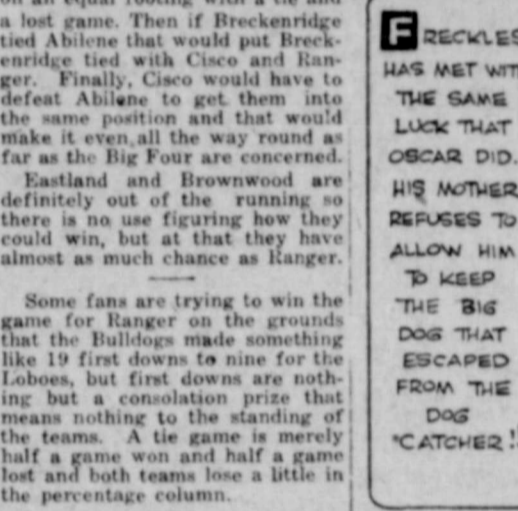 on an equal footing with a tie and
a lost game. Then if Breckenridge
tied Abilene that would put Breck-
enridge tied with Cisco and Ran-
ger. Finally, Cisco would have to
defeat Abilene to get them into
the same position and that would
make it even all the way round as
far as the Big Four are concerned.
Eastland and Brownwood are
definitely out of the running so
there is no use figuring how they
could win, but at that they have
almost as much chance as Ranger.
Some fans are trying to win the
game for Ranger on the grounds
that the Bulldogs made something
like 19 first downs to nine for the
Loboes, but first downs are noth-
ing but a consolation prize that
means nothing to the standing of
the teams. A tie game is merely
half a game won and half a game
lost and both teams lose a little in
the percentage column.
FRECKLES
HAS MET WIT
THE SAME
LUCK THAT
OSCAR DID.
HIS MOTHER
REFUSES TO
ALLOW HIM
TO KEEP
THE BIG
DOG THAT
ESCAPED
FROM THE
DOG
"CATCHER!